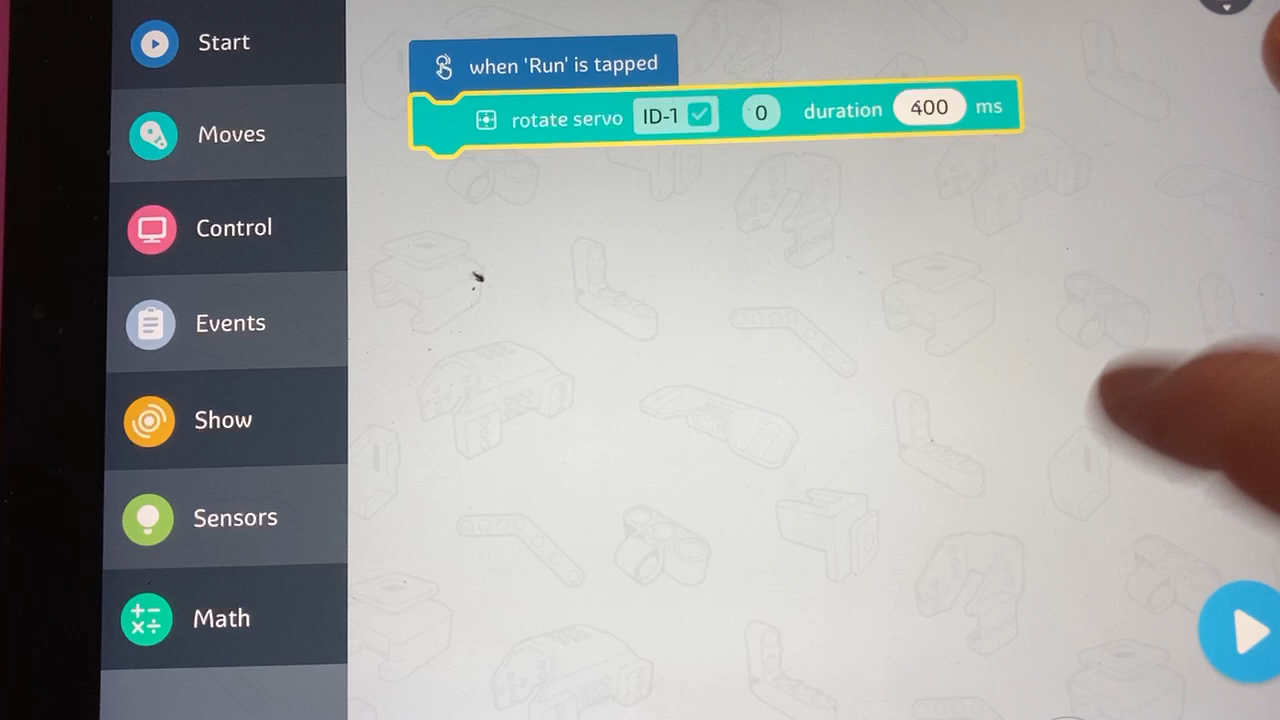 Start
Moves
Control
Events
Show
Sensors
Math
when 'Run' is tapped
rotate servo ID-1 0 duration 400 ms